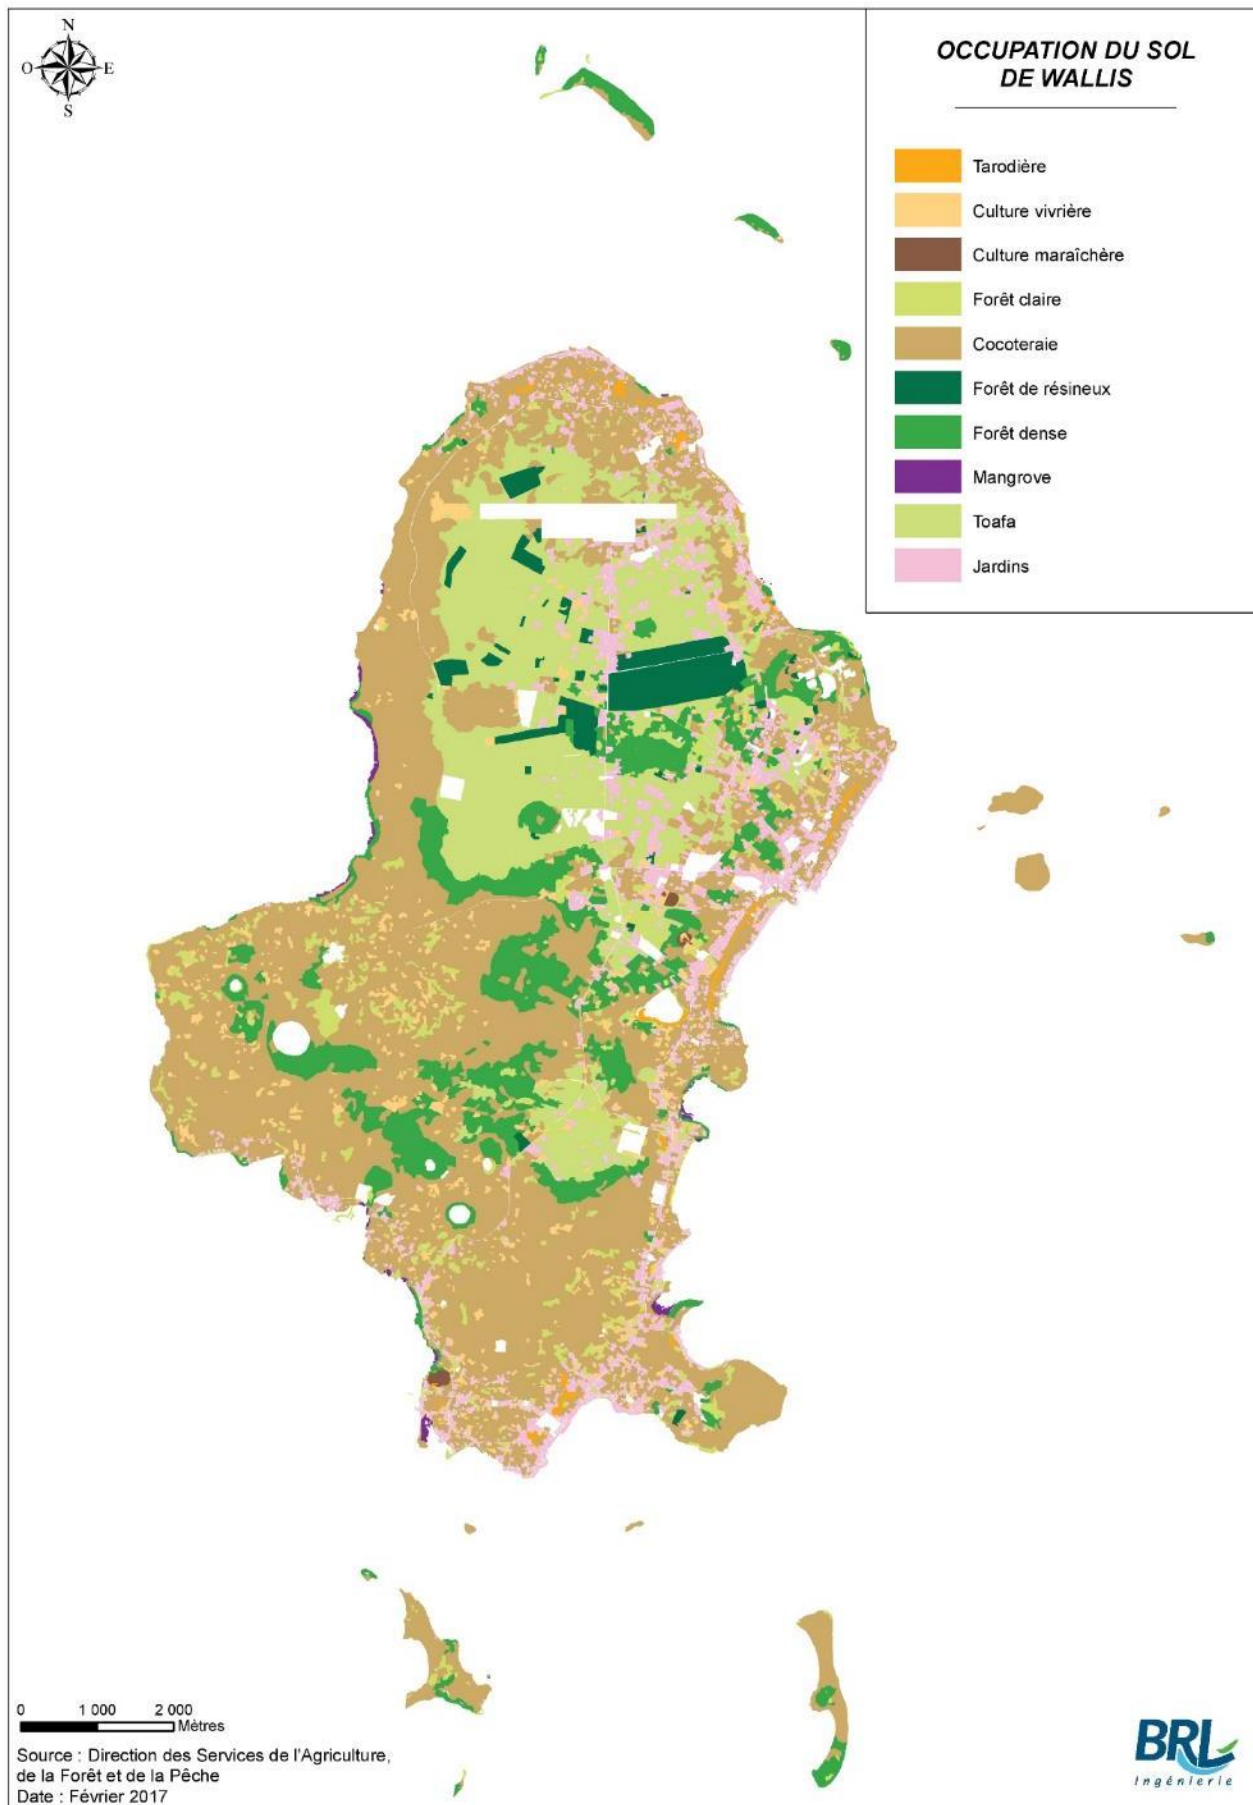 N
O
E
S
OCCUPATION DU SOL
DE WALLIS
Tarodière
Culture vivrière
Culture maraîchère
Forêt claire
Cocoteraie
Forêt de résineux
Forêt dense
Mangrove
Toafa
Jardins
0 1 000 2 000
Mètres
Source : Direction des Services de l'Agriculture,
de la Forêt et de la Pêche
Date : Février 2017
BRL
Ingénierie